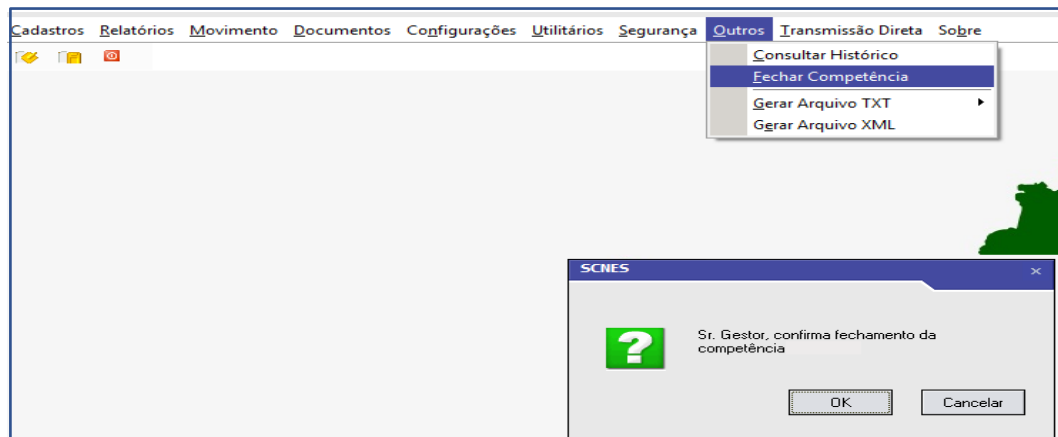 Cadastros Relatórios Movimento Documentos Configurações Utilitários Segurança Outros Transmissão Direta Sobre
Consultar Histórico
Fechar Competência
Gerar Arquivo TXT
Gerar Arquivo XML
SCNES
Sr. Gestor, confirma fechamento da
competência
OK Cancelar